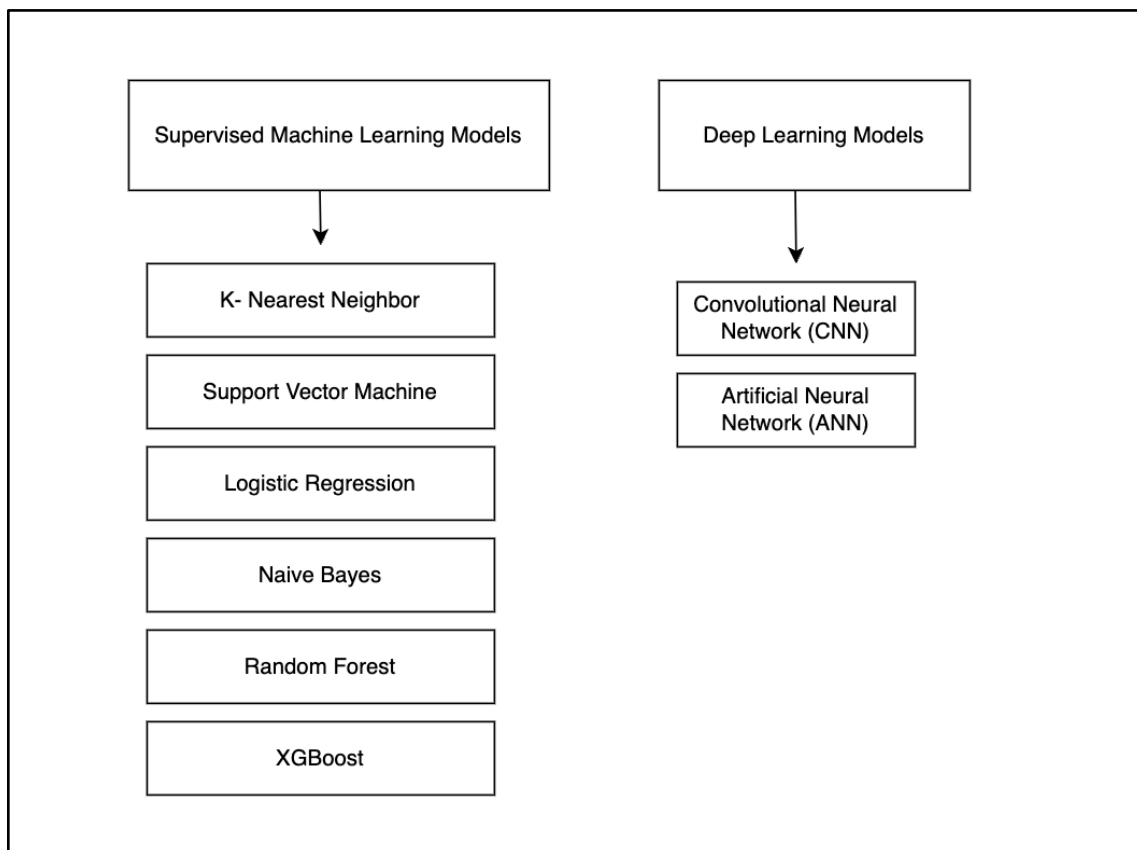 Supervised Machine Learning Models
K- Nearest Neighbor
Support Vector Machine
Logistic Regression
Naive Bayes
Random Forest
XGBoost
Deep Learning Models
Convolutional Neural
Network (CNN)
Artificial Neural
Network (ANN)